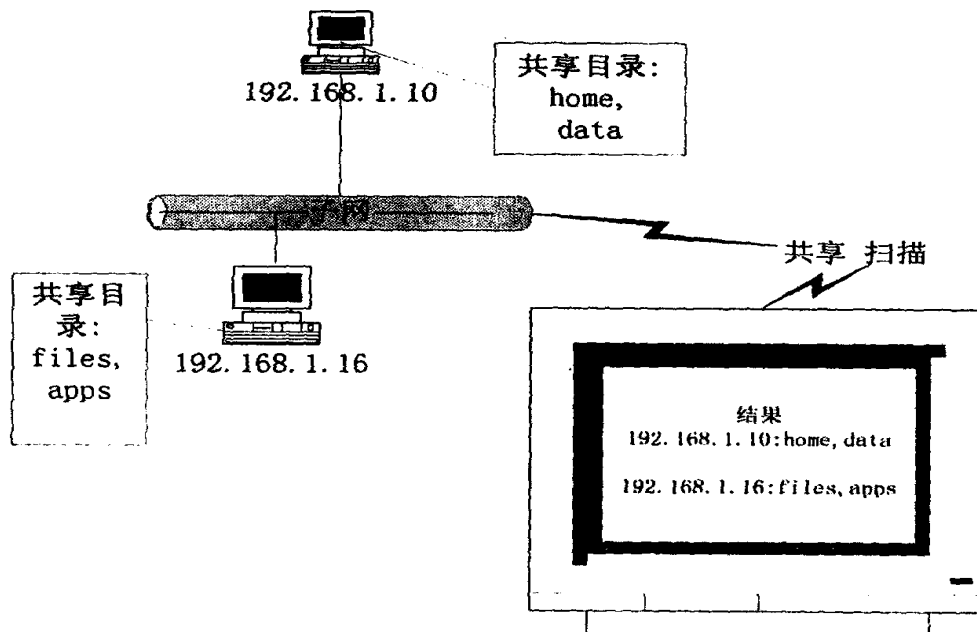 共享目录:
home,
data
192.168.1.10
子网
共享 扫描
共享目
录:
files,
apps
192.168.1.16
结果
192.168.1.10:home,data
192.168.1.16:files,apps